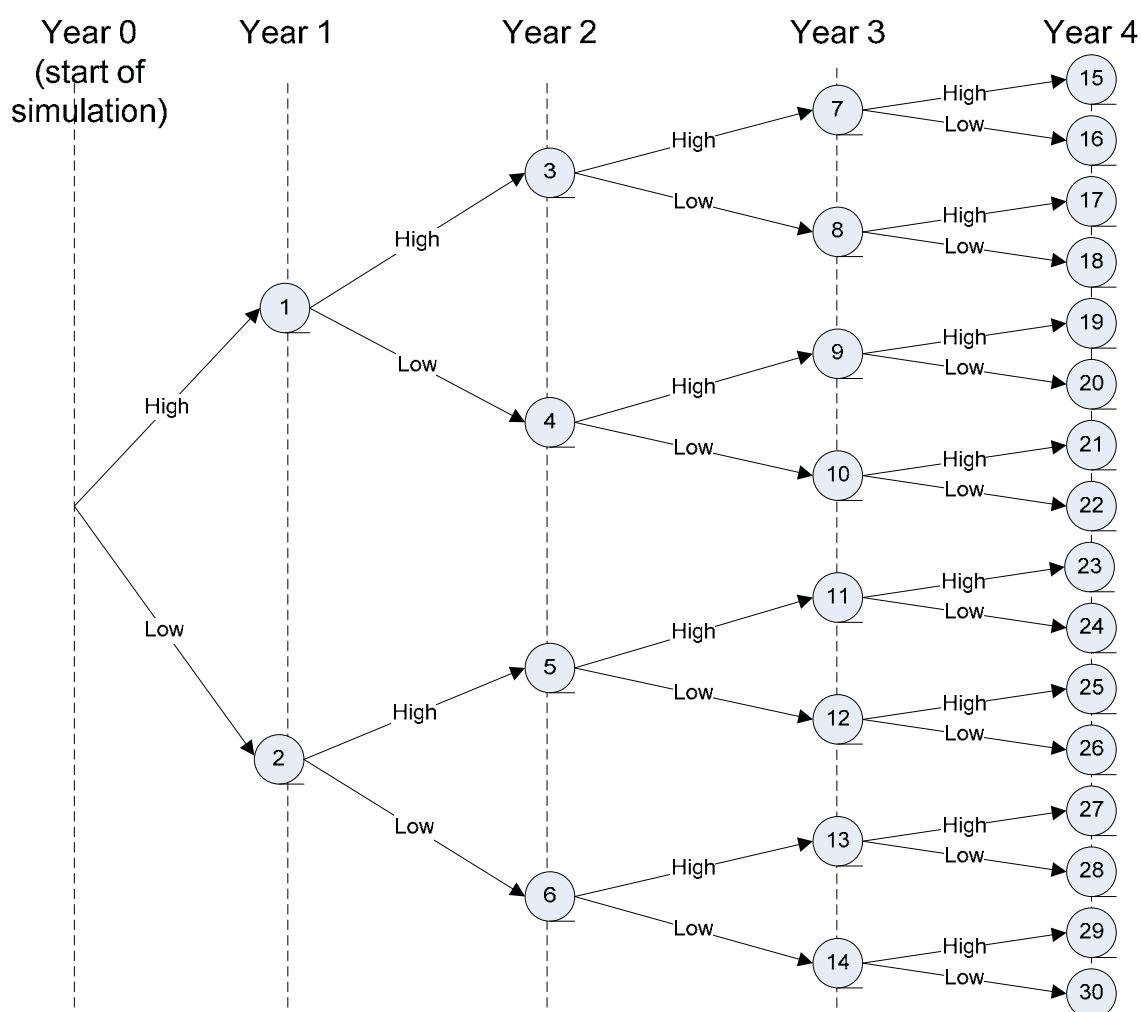 Year 0
(start of
simulation)
Year 1
Year 2
Year 3
Year 4
High
Low
1
2
High
Low
High
Low
3
4
5
6
High
Low
High
Low
High
Low
High
Low
7
8
9
10
11
12
13
14
High
Low
High
Low
High
Low
High
Low
High
Low
High
Low
High
Low
High
Low
15
16
17
18
19
20
21
22
23
24
25
26
27
28
29
30